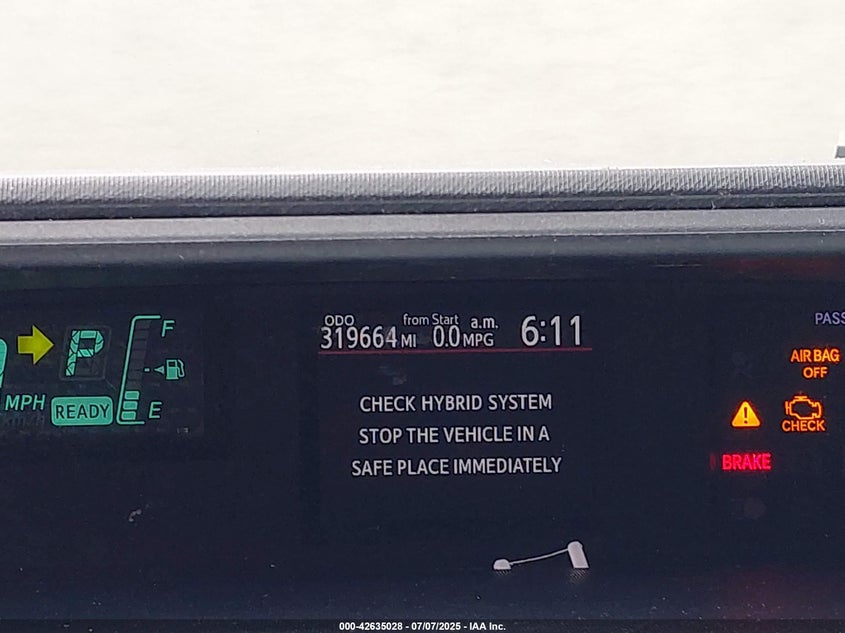 F
P
MPH READY E
ODO from Start a.m. 6:11
319664 MI 0.0 MPG
CHECK HYBRID SYSTEM
STOP THE VEHICLE IN A
SAFE PLACE IMMEDIATELY
PASS
AIR BAG
OFF
CHECK
BRAKE
000-42635028 - 07/07/2025 - IAA Inc.